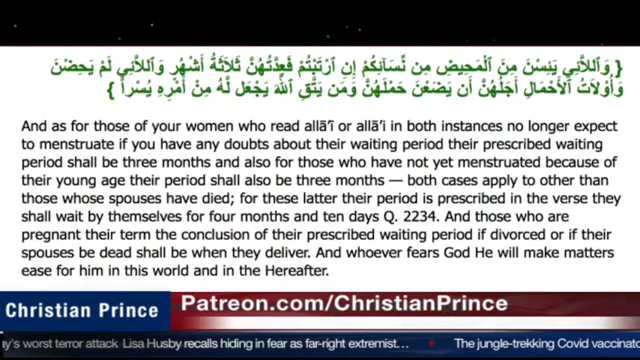 { وَٱللاَّئِي يَئِسْنَ مِنَ ٱلْمَحِيضِ مِن نِّسَآئِكُمْ إِنِ ٱرْتَبْتُمْ فَعِدَّتُهُنَّ ثَلاَثَةُ أَشْهُرٍ وَٱللاَّئِي لَمْ يَحِضْنَ
وَأُوْلاَتُ ٱلأَحْمَالِ أَجَلُهُنَّ أَن يَضَعْنَ حَمْلَهُنَّ وَمَن يَتَّقِ ٱللَّهَ يَجْعَل لَّهُ مِنْ أَمْرِهِ يُسْراً }
And as for those of your women who read allā'ī or allā'i in both instances no longer expect
to menstruate if you have any doubts about their waiting period their prescribed waiting
period shall be three months and also for those who have not yet menstruated because of
their young age their period shall also be three months — both cases apply to other than
those whose spouses have died; for these latter their period is prescribed in the verse they
shall wait by themselves for four months and ten days Q. 2234. And those who are
pregnant their term the conclusion of their prescribed waiting period if divorced or if their
spouses be dead shall be when they deliver. And whoever fears God He will make matters
ease for him in this world and in the Hereafter.
Christian Prince
Patreon.com/ChristianPrince
y's worst terror attack Lisa Husby recalls hiding in fear as far-right extremist... The jungle-trekking Covid vaccinato